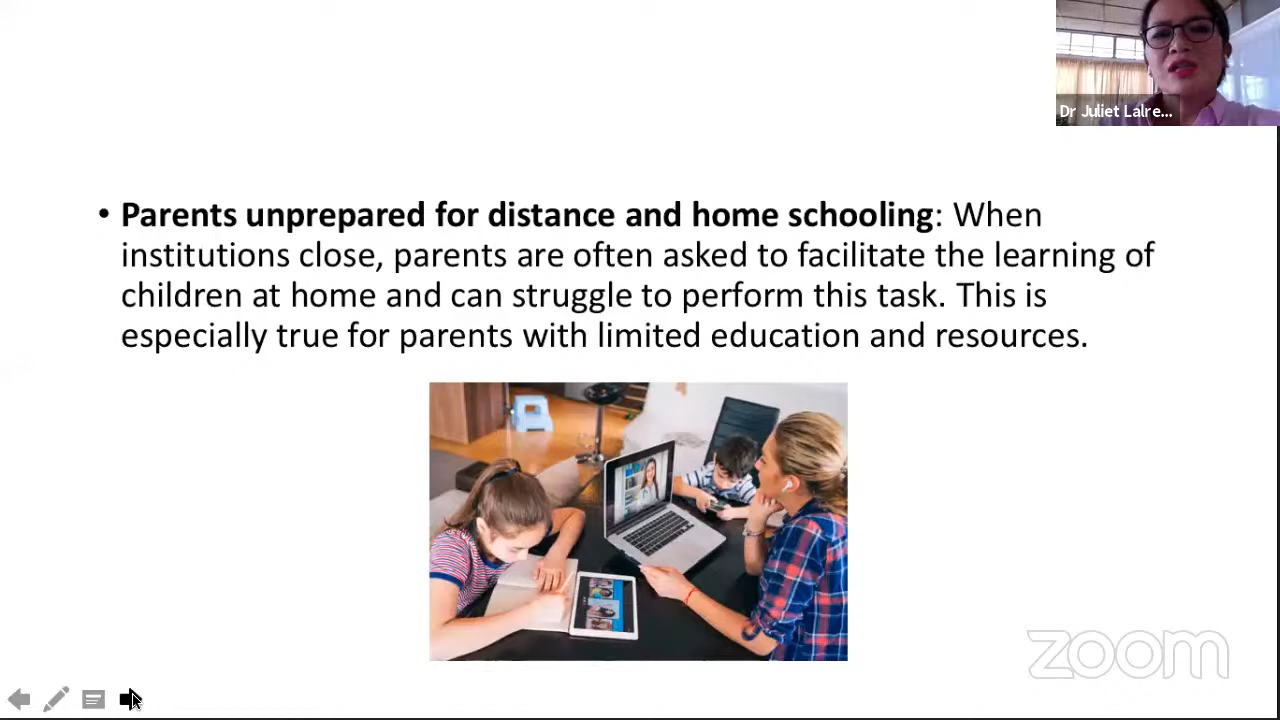 Dr Juliet Lalre...
• Parents unprepared for distance and home schooling: When
institutions close, parents are often asked to facilitate the learning of
children at home and can struggle to perform this task. This is
especially true for parents with limited education and resources.
zoom